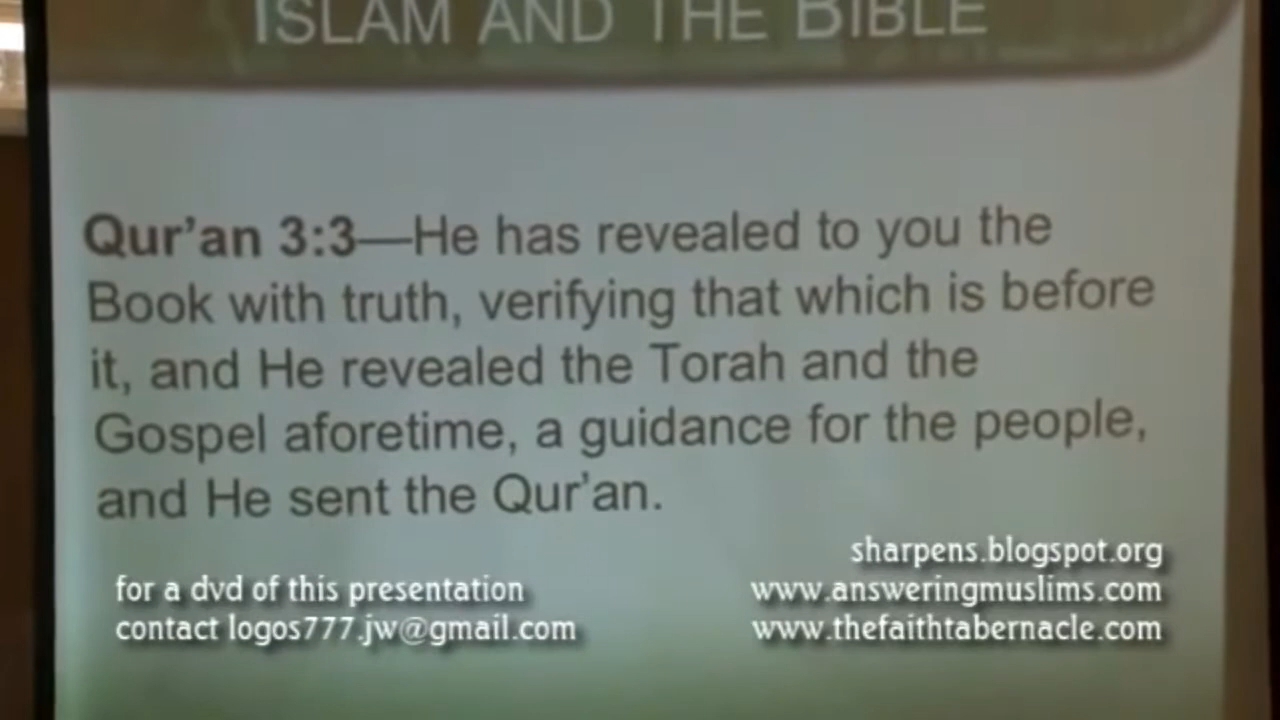 ISLAM AND THE BIBLE
Qur'an 3:3—He has revealed to you the
Book with truth, verifying that which is before
it, and He revealed the Torah and the
Gospel aforetime, a guidance for the people,
and He sent the Qur'an.
for a dvd of this presentation
contact logos777.jw@gmail.com
sharpens.blogspot.org
www.answeringmuslims.com
www.thefaithtabernacle.com